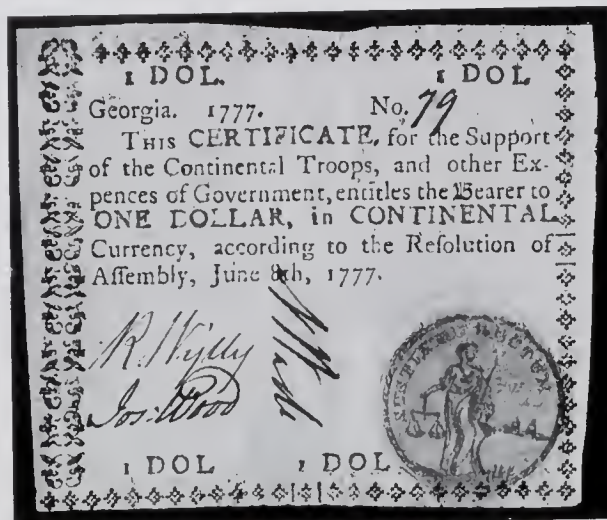 1 DOL. 1 DOL
Georgia. 1777. No. 79
THIS CERTIFICATE, for the Support
of the Continental Troops, and other Ex-
pences of Government, entitles the Bearer to
ONE DOLLAR, in CONTINENTAL
Currency, according to the Reſolution of
Aſſembly, June 8th, 1777.
R. Wylly
Jos: Wood
1 DOL 1 DOL